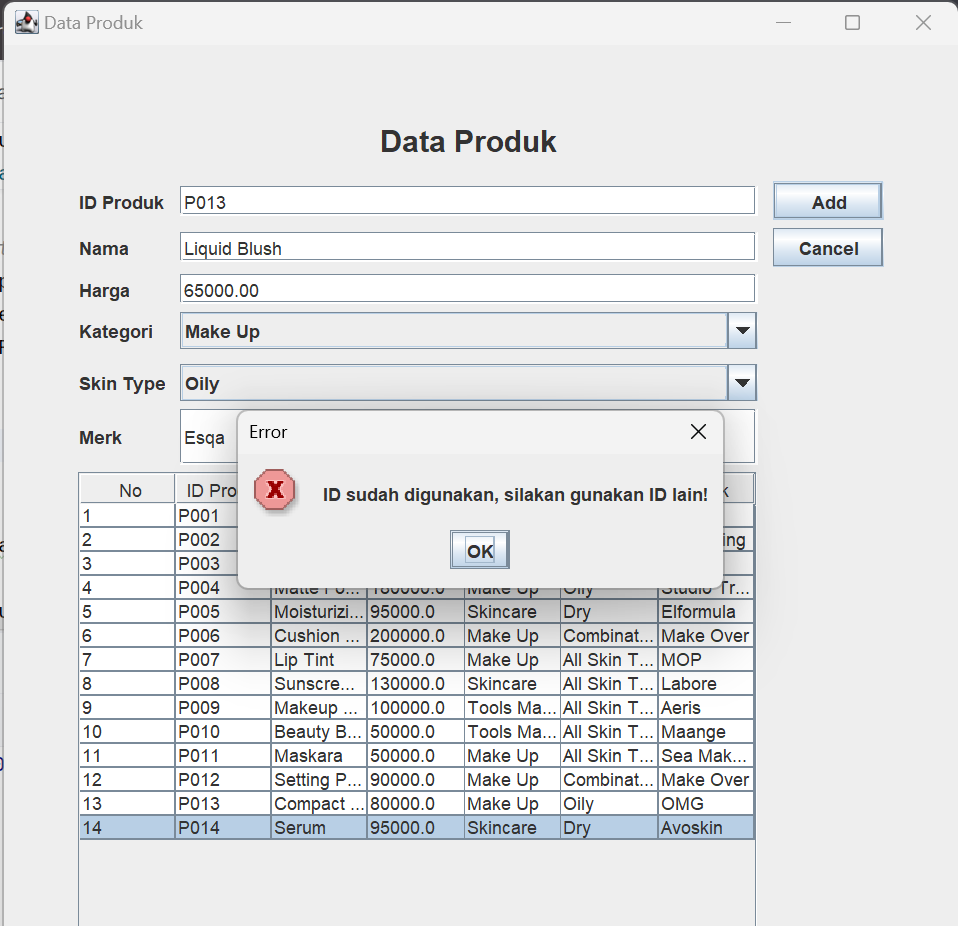 Data Produk
Data Produk
ID Produk P013 Add
Nama Liquid Blush Cancel
Harga 65000.00
Kategori Make Up
Skin Type Oily
Merk Esqa
Error
ID sudah digunakan, silakan gunakan ID lain!
OK
No ID Pro
1 P001
2 P002 ing
3 P003
4 P004 Make Up Oily Studio Tr...
5 P005 Moisturizi... 95000.0 Skincare Dry Elformula
6 P006 Cushion ... 200000.0 Make Up Combinat... Make Over
7 P007 Lip Tint 75000.0 Make Up All Skin T... MOP
8 P008 Sunscre... 130000.0 Skincare All Skin T... Labore
9 P009 Makeup ... 100000.0 Tools Ma... All Skin T... Aeris
10 P010 Beauty B... 50000.0 Tools Ma... All Skin T... Maange
11 P011 Maskara 50000.0 Make Up All Skin T... Sea Mak...
12 P012 Setting P... 90000.0 Make Up Combinat... Make Over
13 P013 Compact ... 80000.0 Make Up Oily OMG
14 P014 Serum 95000.0 Skincare Dry Avoskin